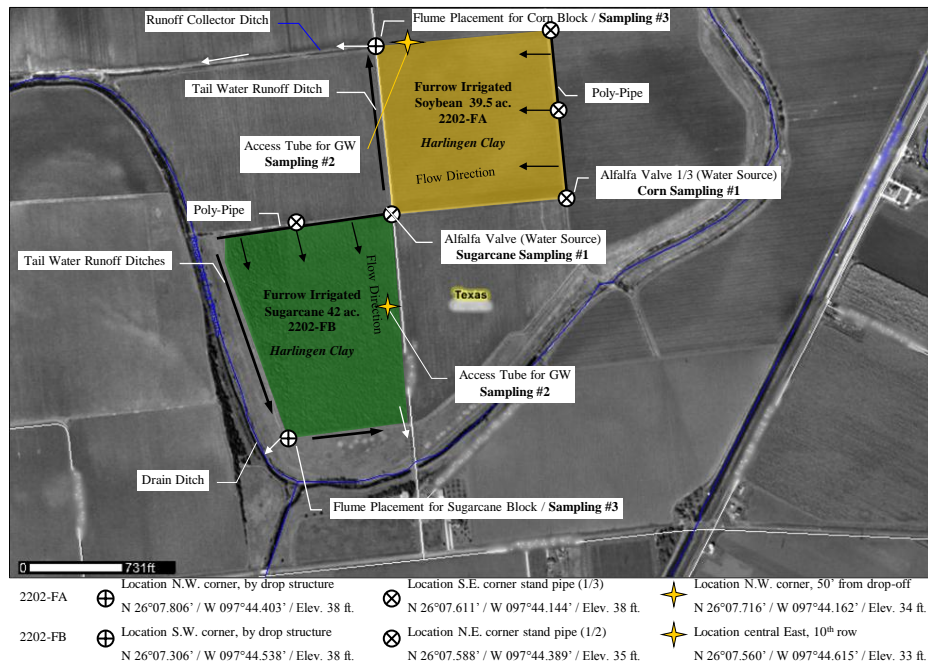 Runoff Collector Ditch
Flume Placement for Corn Block / Sampling #3
Tail Water Runoff Ditch
Furrow Irrigated
Soybean 39.5 ac.
2202-FA
Harlingen Clay
Poly-Pipe
Access Tube for GW
Sampling #2
Flow Direction
Alfalfa Valve 1/3 (Water Source)
Corn Sampling #1
Poly-Pipe
Alfalfa Valve (Water Source)
Sugarcane Sampling #1
Tail Water Runoff Ditches
Flow Direction
Furrow Irrigated
Sugarcane 42 ac.
2202-FB
Harlingen Clay
Texas
Access Tube for GW
Sampling #2
Drain Ditch
Flume Placement for Sugarcane Block / Sampling #3
0 731ft
2202-FA
Location N.W. corner, by drop structure
N 26°07.806’ / W 097°44.403’ / Elev. 38 ft.
Location S.E. corner stand pipe (1/3)
N 26°07.611’ / W 097°44.144’ / Elev. 38 ft.
Location N.W. corner, 50’ from drop-off
N 26°07.716’ / W 097°44.162’ / Elev. 34 ft.
2202-FB
Location S.W. corner, by drop structure
N 26°07.306’ / W 097°44.538’ / Elev. 38 ft.
Location N.E. corner stand pipe (1/2)
N 26°07.588’ / W 097°44.389’ / Elev. 35 ft.
Location central East, 10th row
N 26°07.560’ / W 097°44.615’ / Elev. 33 ft.